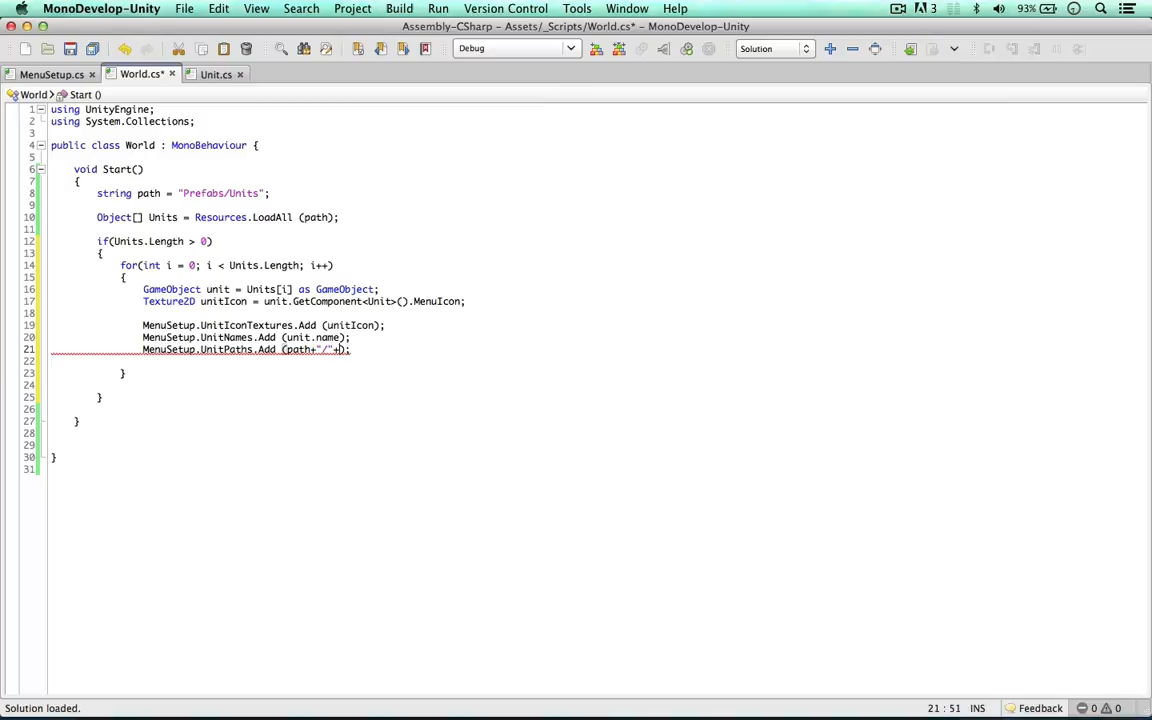 MonoDevelop-Unity File Edit View Search Project Build Run Version Control Tools Window Help 3 93%
Assembly-CSharp - Assets/_Scripts/World.cs* - MonoDevelop-Unity
Debug Solution
MenuSetup.cs World.cs* Unit.cs
World Start ()
1 using UnityEngine;
2 using System.Collections;
3
4 public class World : MonoBehaviour {
5
6 void Start()
7 {
8 string path = "Prefabs/Units";
9
10 Object[] Units = Resources.LoadAll (path);
11
12 if(Units.Length > 0)
13 {
14 for(int i = 0; i < Units.Length; i++)
15 {
16 GameObject unit = Units[i] as GameObject;
17 Texture2D unitIcon = unit.GetComponent<Unit>().MenuIcon;
18
19 MenuSetup.UnitIconTextures.Add (unitIcon);
20 MenuSetup.UnitNames.Add (unit.name);
21 MenuSetup.UnitPaths.Add (path+"/"+);
22
23 }
24
25 }
26
27 }
28
29
30 }
31
Solution loaded. 21 : 51 INS Feedback 0 0